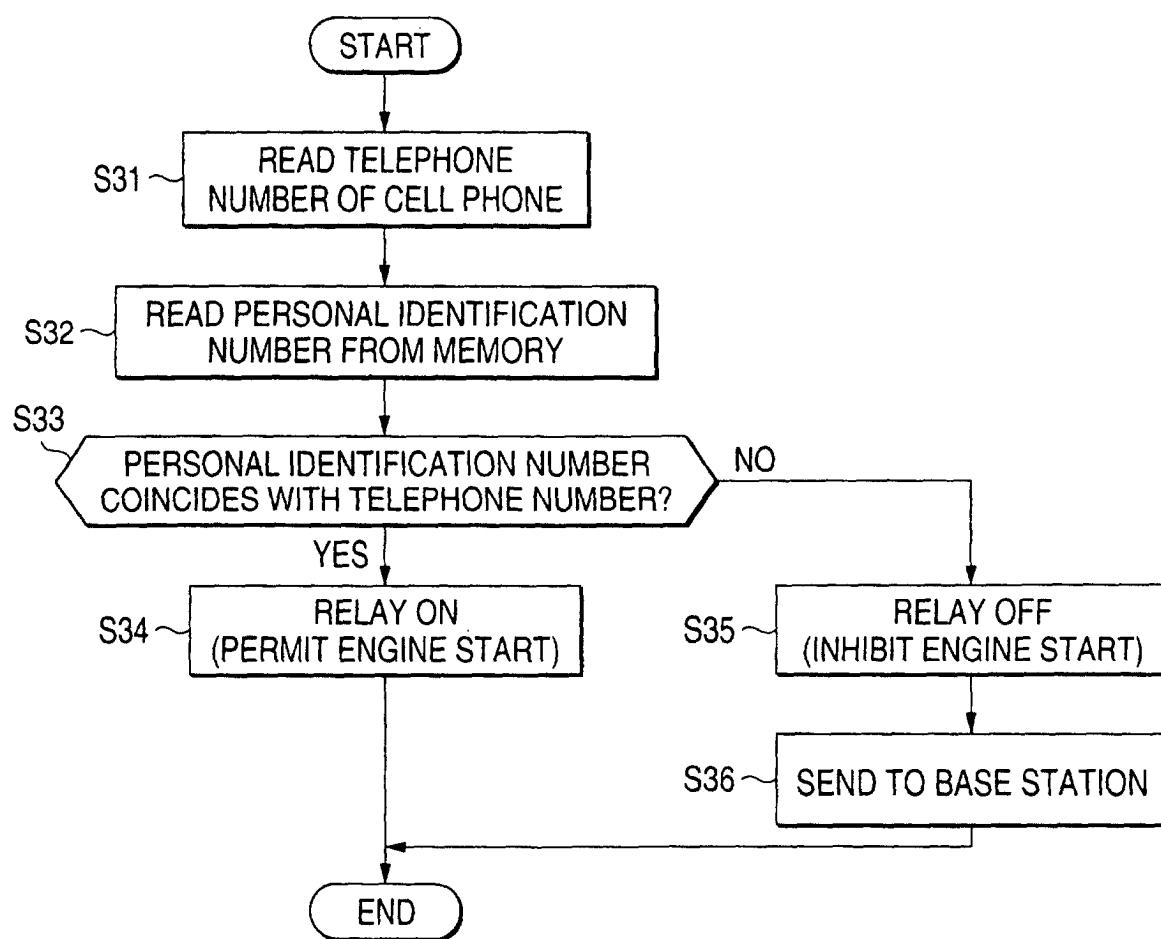 START
S31
READ TELEPHONE
NUMBER OF CELL PHONE
S32
READ PERSONAL IDENTIFICATION
NUMBER FROM MEMORY
S33
PERSONAL IDENTIFICATION NUMBER
COINCIDES WITH TELEPHONE NUMBER?
NO
YES
S34
RELAY ON
(PERMIT ENGINE START)
S35
RELAY OFF
(INHIBIT ENGINE START)
S36
SEND TO BASE STATION
END